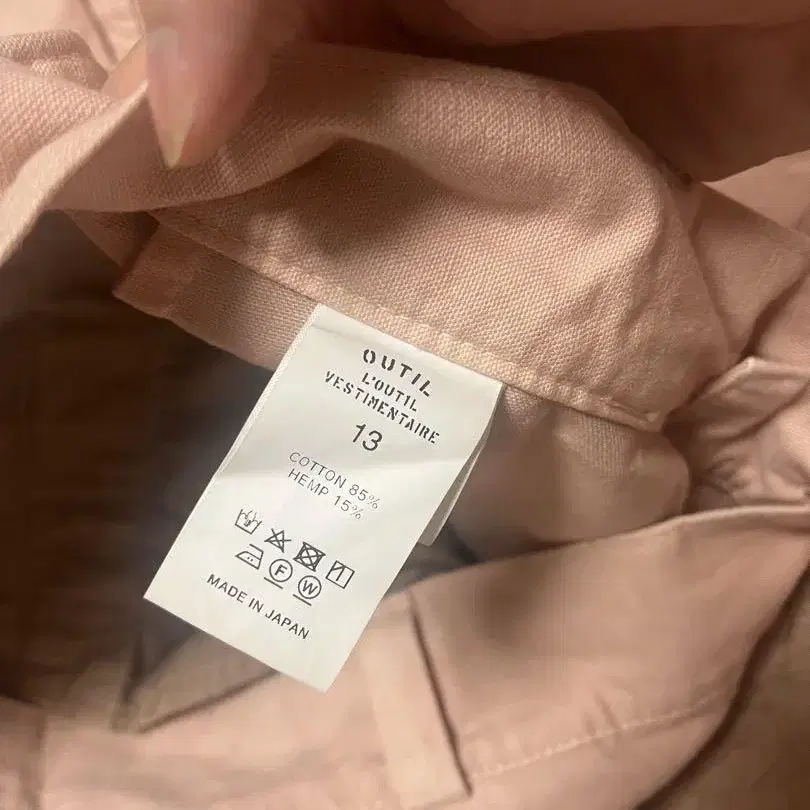 OUTIL
L'OUTIL
VESTIMENTAIRE
13
COTTON 85%
HEMP 15%
F W
MADE IN JAPAN